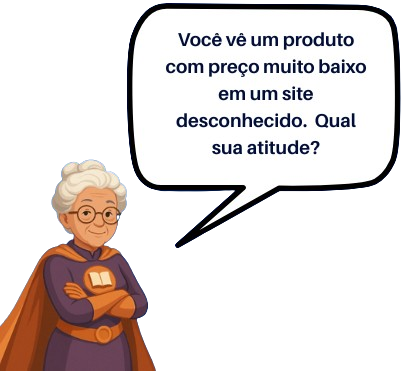 Você vê um produto
com preço muito baixo
em um site
desconhecido. Qual
sua atitude?